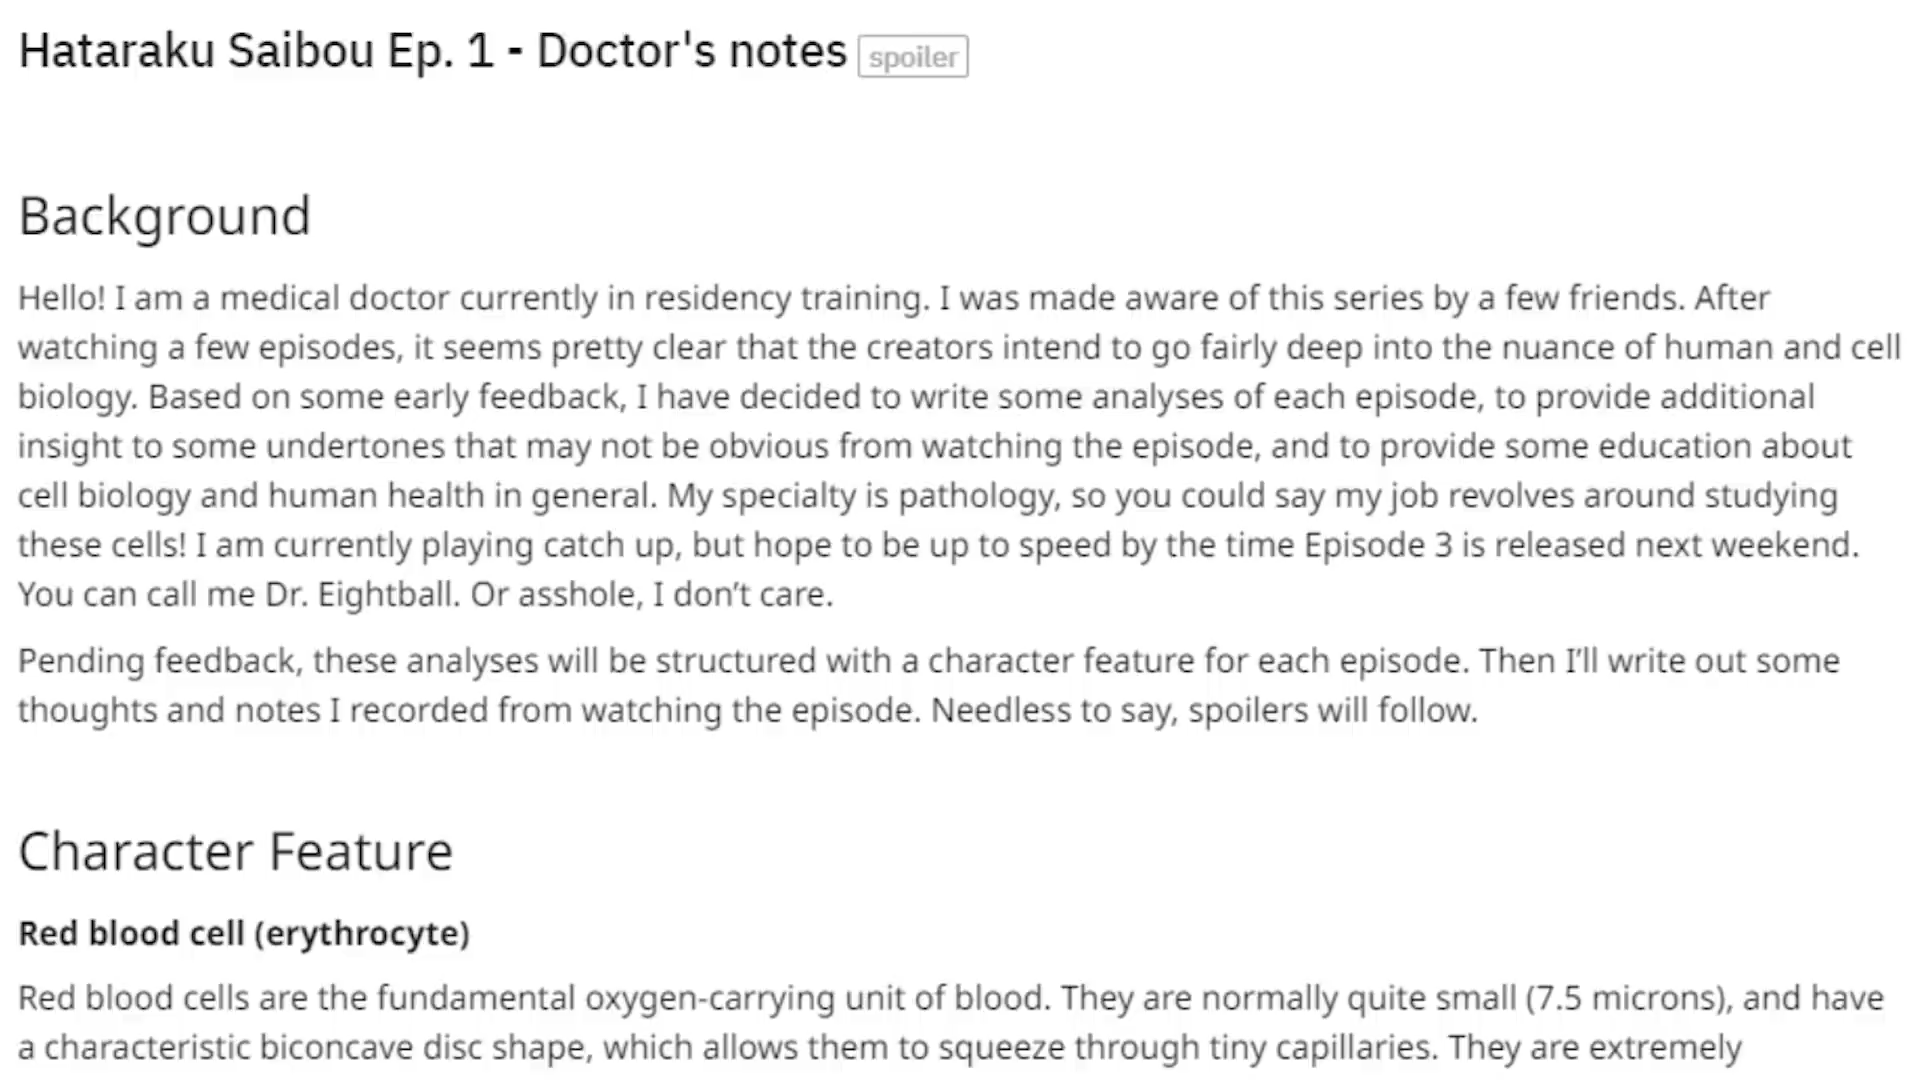 Hataraku Saibou Ep. 1 - Doctor's notes spoiler
Background
Hello! I am a medical doctor currently in residency training. I was made aware of this series by a few friends. After
watching a few episodes, it seems pretty clear that the creators intend to go fairly deep into the nuance of human and cell
biology. Based on some early feedback, I have decided to write some analyses of each episode, to provide additional
insight to some undertones that may not be obvious from watching the episode, and to provide some education about
cell biology and human health in general. My specialty is pathology, so you could say my job revolves around studying
these cells! I am currently playing catch up, but hope to be up to speed by the time Episode 3 is released next weekend.
You can call me Dr. Eightball. Or asshole, I don’t care.
Pending feedback, these analyses will be structured with a character feature for each episode. Then I’ll write out some
thoughts and notes I recorded from watching the episode. Needless to say, spoilers will follow.
Character Feature
Red blood cell (erythrocyte)
Red blood cells are the fundamental oxygen-carrying unit of blood. They are normally quite small (7.5 microns), and have
a characteristic biconcave disc shape, which allows them to squeeze through tiny capillaries. They are extremely